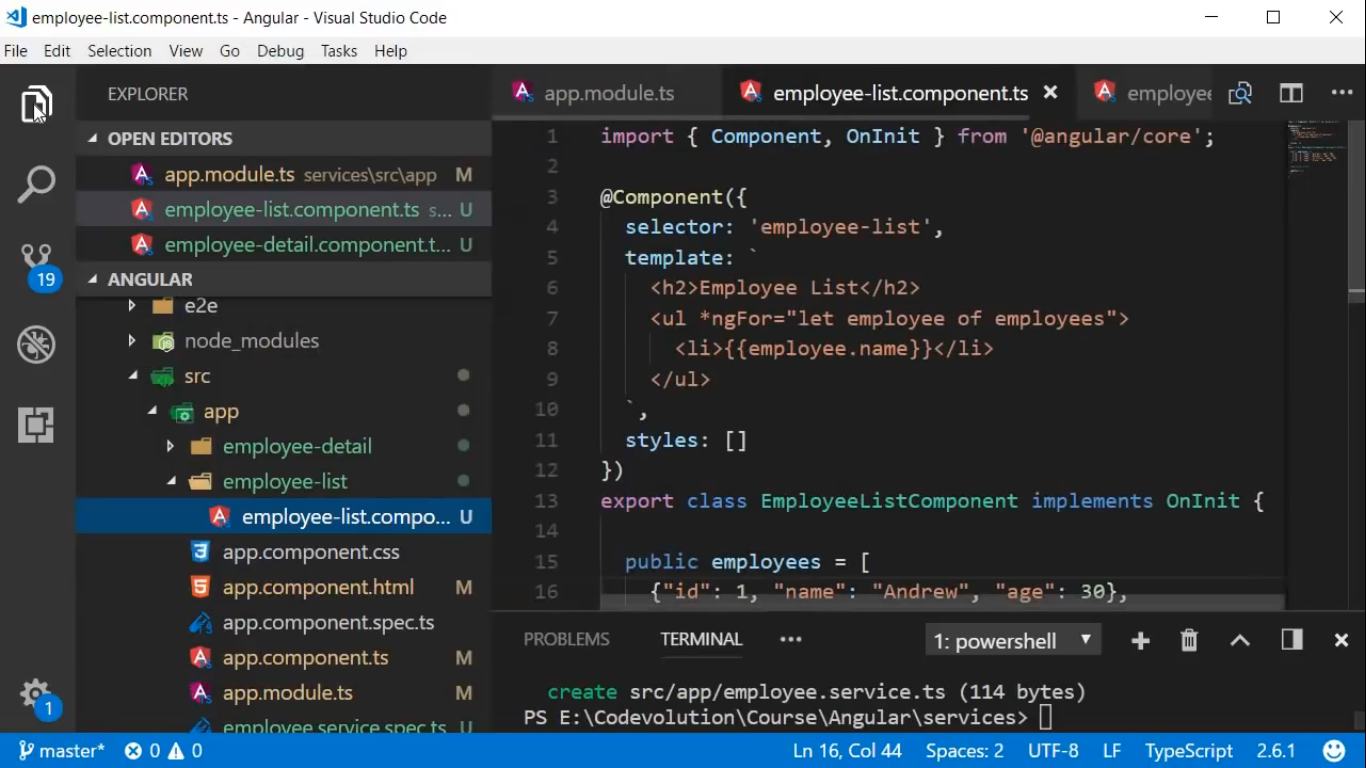 employee-list.component.ts - Angular - Visual Studio Code
File Edit Selection View Go Debug Tasks Help
EXPLORER
OPEN EDITORS
app.module.ts services\src\app M
employee-list.component.ts s... U
employee-detail.component.t... U
19
ANGULAR
e2e
node_modules
src
app
employee-detail
employee-list
employee-list.compo... U
app.component.css
app.component.html M
app.component.spec.ts
app.component.ts M
app.module.ts M
employee.service.spec.ts U
1
app.module.ts employee-list.component.ts employee
1 import { Component, OnInit } from '@angular/core';
2
3 @Component({
4 selector: 'employee-list',
5 template: `
6 <h2>Employee List</h2>
7 <ul *ngFor="let employee of employees">
8 <li>{{employee.name}}</li>
9 </ul>
10 `,
11 styles: []
12 })
13 export class EmployeeListComponent implements OnInit {
14
15 public employees = [
16 {"id": 1, "name": "Andrew", "age": 30},
PROBLEMS TERMINAL ••• 1: powershell
create src/app/employee.service.ts (114 bytes)
PS E:\Codevolution\Course\Angular\services>
master* 0 0 Ln 16, Col 44 Spaces: 2 UTF-8 LF TypeScript 2.6.1